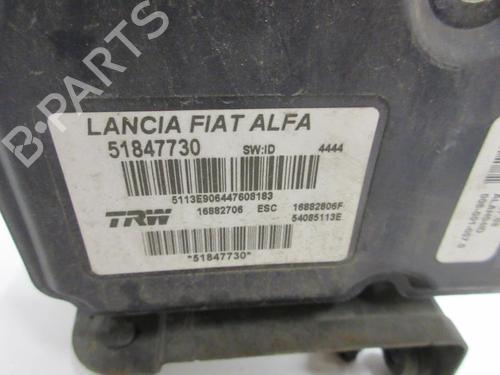 LANCIA FIAT ALFA
51847730 SW:ID 4444
5113E906447608183
16882706 ESC 16882806F
TRW 54085113E
*51847730*
B-PARTS